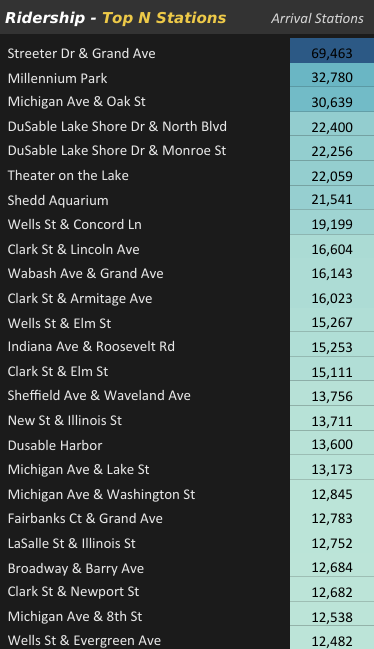 Ridership - Top N Stations Arrival Stations
Streeter Dr & Grand Ave 69,463
Millennium Park 32,780
Michigan Ave & Oak St 30,639
DuSable Lake Shore Dr & North Blvd 22,400
DuSable Lake Shore Dr & Monroe St 22,256
Theater on the Lake 22,059
Shedd Aquarium 21,541
Wells St & Concord Ln 19,199
Clark St & Lincoln Ave 16,604
Wabash Ave & Grand Ave 16,143
Clark St & Armitage Ave 16,023
Wells St & Elm St 15,267
Indiana Ave & Roosevelt Rd 15,253
Clark St & Elm St 15,111
Sheffield Ave & Waveland Ave 13,756
New St & Illinois St 13,711
Dusable Harbor 13,600
Michigan Ave & Lake St 13,173
Michigan Ave & Washington St 12,845
Fairbanks Ct & Grand Ave 12,783
LaSalle St & Illinois St 12,752
Broadway & Barry Ave 12,684
Clark St & Newport St 12,682
Michigan Ave & 8th St 12,538
Wells St & Evergreen Ave 12,482